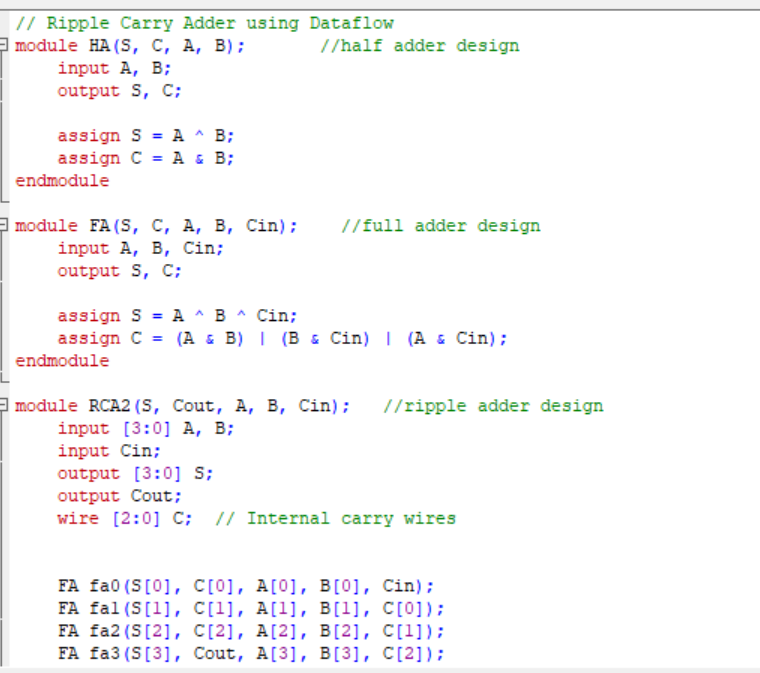 // Ripple Carry Adder using Dataflow
module HA(S, C, A, B);       //half adder design
    input A, B;
    output S, C;
    assign S = A ^ B;
    assign C = A & B;
endmodule
module FA(S, C, A, B, Cin);    //full adder design
    input A, B, Cin;
    output S, C;
    assign S = A ^ B ^ Cin;
    assign C = (A & B) | (B & Cin) | (A & Cin);
endmodule
module RCA2(S, Cout, A, B, Cin);   //ripple adder design
    input [3:0] A, B;
    input Cin;
    output [3:0] S;
    output Cout;
    wire [2:0] C;  // Internal carry wires
    FA fa0(S[0], C[0], A[0], B[0], Cin);
    FA fa1(S[1], C[1], A[1], B[1], C[0]);
    FA fa2(S[2], C[2], A[2], B[2], C[1]);
    FA fa3(S[3], Cout, A[3], B[3], C[2]);